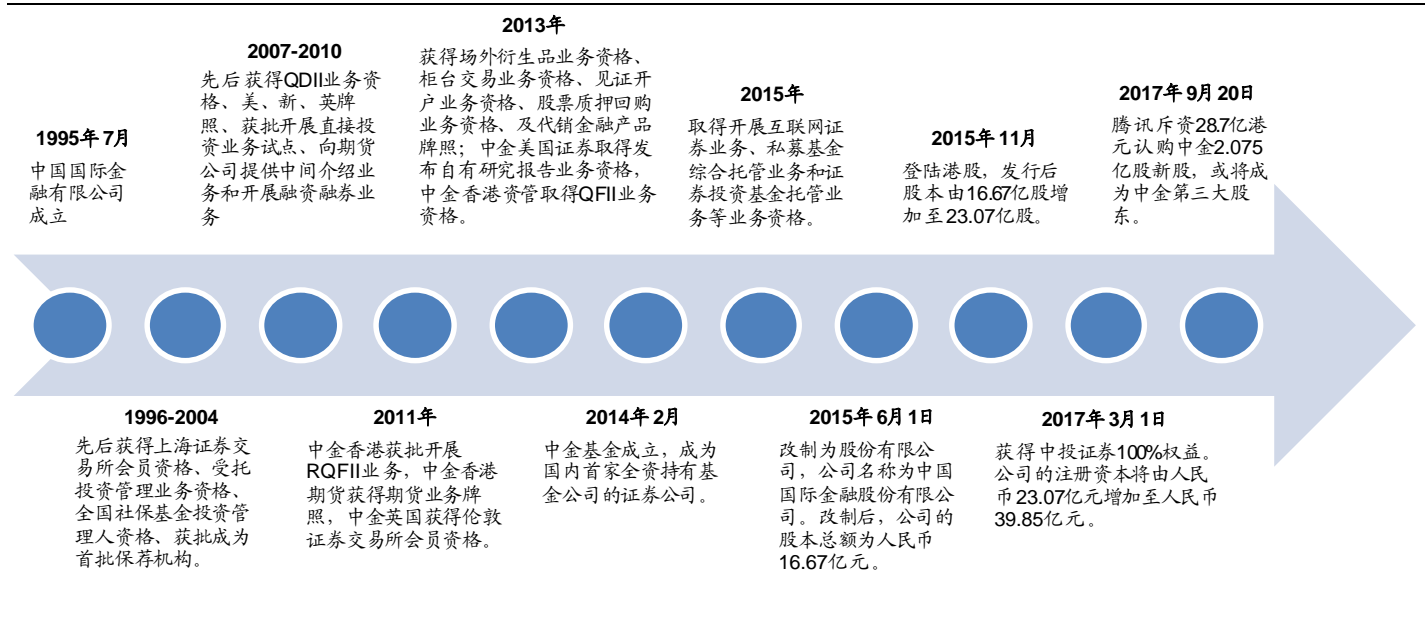 1995年7月
中国国际金
融有限公司
成立
1996-2004
先后获得上海证券交
易所会员资格、受托
投资管理业务资格、
全国社保基金投资管
理人资格、获批成为
首批保荐机构。
2007-2010
先后获得QDII业务资
格、美、新、英牌
照、获批开展直接投
资业务试点、向期货
公司提供中间介绍业
务和开展融资融券业
务
2011年
中金香港获批开展
RQFII业务，中金香港
期货获得期货业务牌
照，中金英国获得伦敦
证券交易所会员资格。
2013年
获得场外衍生品业务资格、
柜台交易业务资格、见证开
户业务资格、股票质押回购
业务资格、及代销金融产品
牌照；中金美国证券取得发
布自有研究报告业务资格，
中金香港资管取得QFII业务
资格。
2014年2月
中金基金成立，成为
国内首家全资持有基
金公司的证券公司。
2015年
取得开展互联网证
券业务、私募基金
综合托管业务和证
券投资基金托管业
务等业务资格。
2015年6月1日
改制为股份有限公
司，公司名称为中国
国际金融股份有限公
司。改制后，公司的
股本总额为人民币
16.67亿元。
2015年11月
登陆港股，发行后
股本由16.67亿股增
加至23.07亿股。
2017年3月1日
获得中投证券100%权益。
公司的注册资本将由人民
币23.07亿元增加至人民币
39.85亿元。
2017年9月20日
腾讯斥资28.7亿港
元认购中金2.075
亿股新股，或将成
为中金第三大股
东。